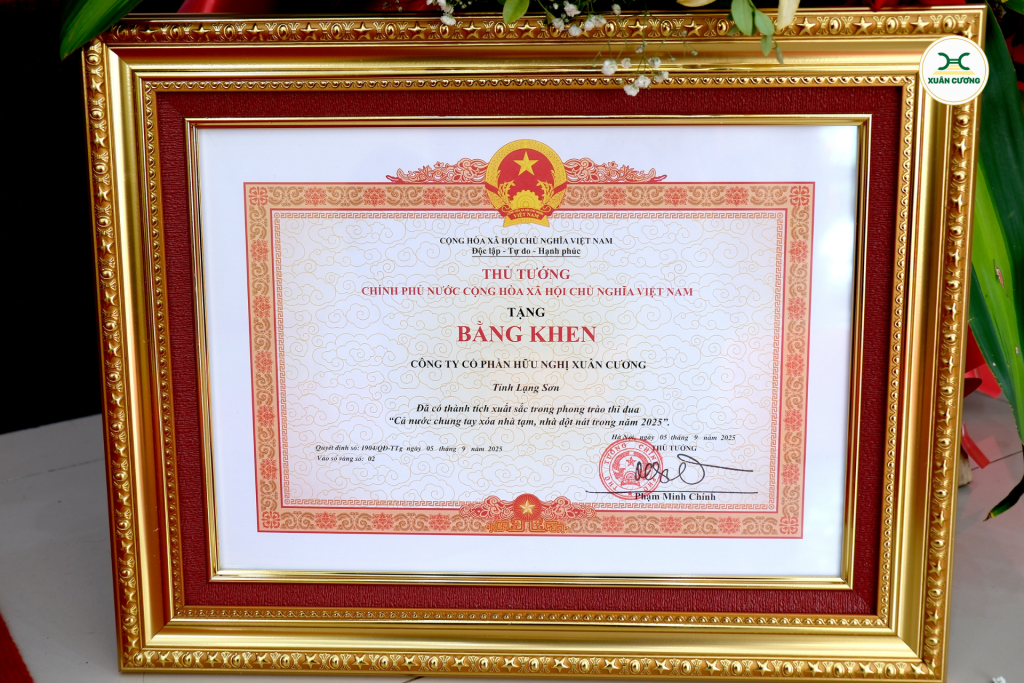 XUÂN CƯƠNG
VIỆT NAM
CỘNG HÒA XÃ HỘI CHỦ NGHĨA VIỆT NAM
Độc lập - Tự do - Hạnh phúc
THỦ TƯỚNG
CHÍNH PHỦ NƯỚC CỘNG HÒA XÃ HỘI CHỦ NGHĨA VIỆT NAM
TẶNG
BẰNG KHEN
CÔNG TY CỔ PHẦN HỮU NGHỊ XUÂN CƯƠNG
Tỉnh Lạng Sơn
Đã có thành tích xuất sắc trong phong trào thi đua
“Cả nước chung tay xóa nhà tạm, nhà dột nát trong năm 2025”.
Hà Nội, ngày 05 tháng 9 năm 2025
Quyết định số: 1904/QĐ-TTg ngày 05 tháng 9 năm 2025
THỦ TƯỚNG
Vào sổ vàng số: 02
Phạm Minh Chính